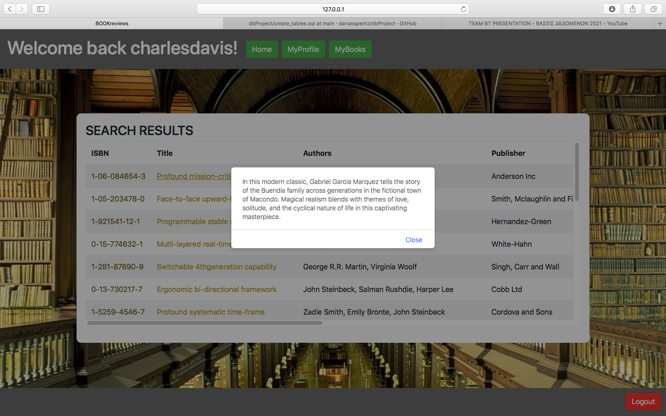 127.0.0.1
BOOKreviews
dbProject/create_tables.sql at main · danaespentz/dbProject · GitHub
TEAM BT PRESENTATION - ΒΑΣΕΙΣ ΔΕΔΟΜΕΝΩΝ 2021 - YouTube
Welcome back charlesdavis!
Home
MyProfile
MyBooks
SEARCH RESULTS
ISBN Title Authors Publisher
1-06-084654-3 Profound mission-criti Anderson Inc
1-05-203478-0 Face-to-face upward- Smith, Mclaughlin and Fi
1-921541-12-1 Programmable stable Hernandez-Green
0-15-774632-1 Multi-layered real-time White-Hahn
1-281-87690-9 Switchable 4thgeneration capability George R.R. Martin, Virginia Woolf Singh, Carr and Wall
0-13-730217-7 Ergonomic bi-directional framework John Steinbeck, Salman Rushdie, Harper Lee Cobb Ltd
1-5259-4546-7 Profound systematic time-frame Zadie Smith, Emily Bronte, John Steinbeck Cordova and Sons
In this modern classic, Gabriel Garcia Marquez tells the story
of the Buendia family across generations in the fictional town
of Macondo. Magical realism blends with themes of love,
solitude, and the cyclical nature of life in this captivating
masterpiece.
Close
Logout